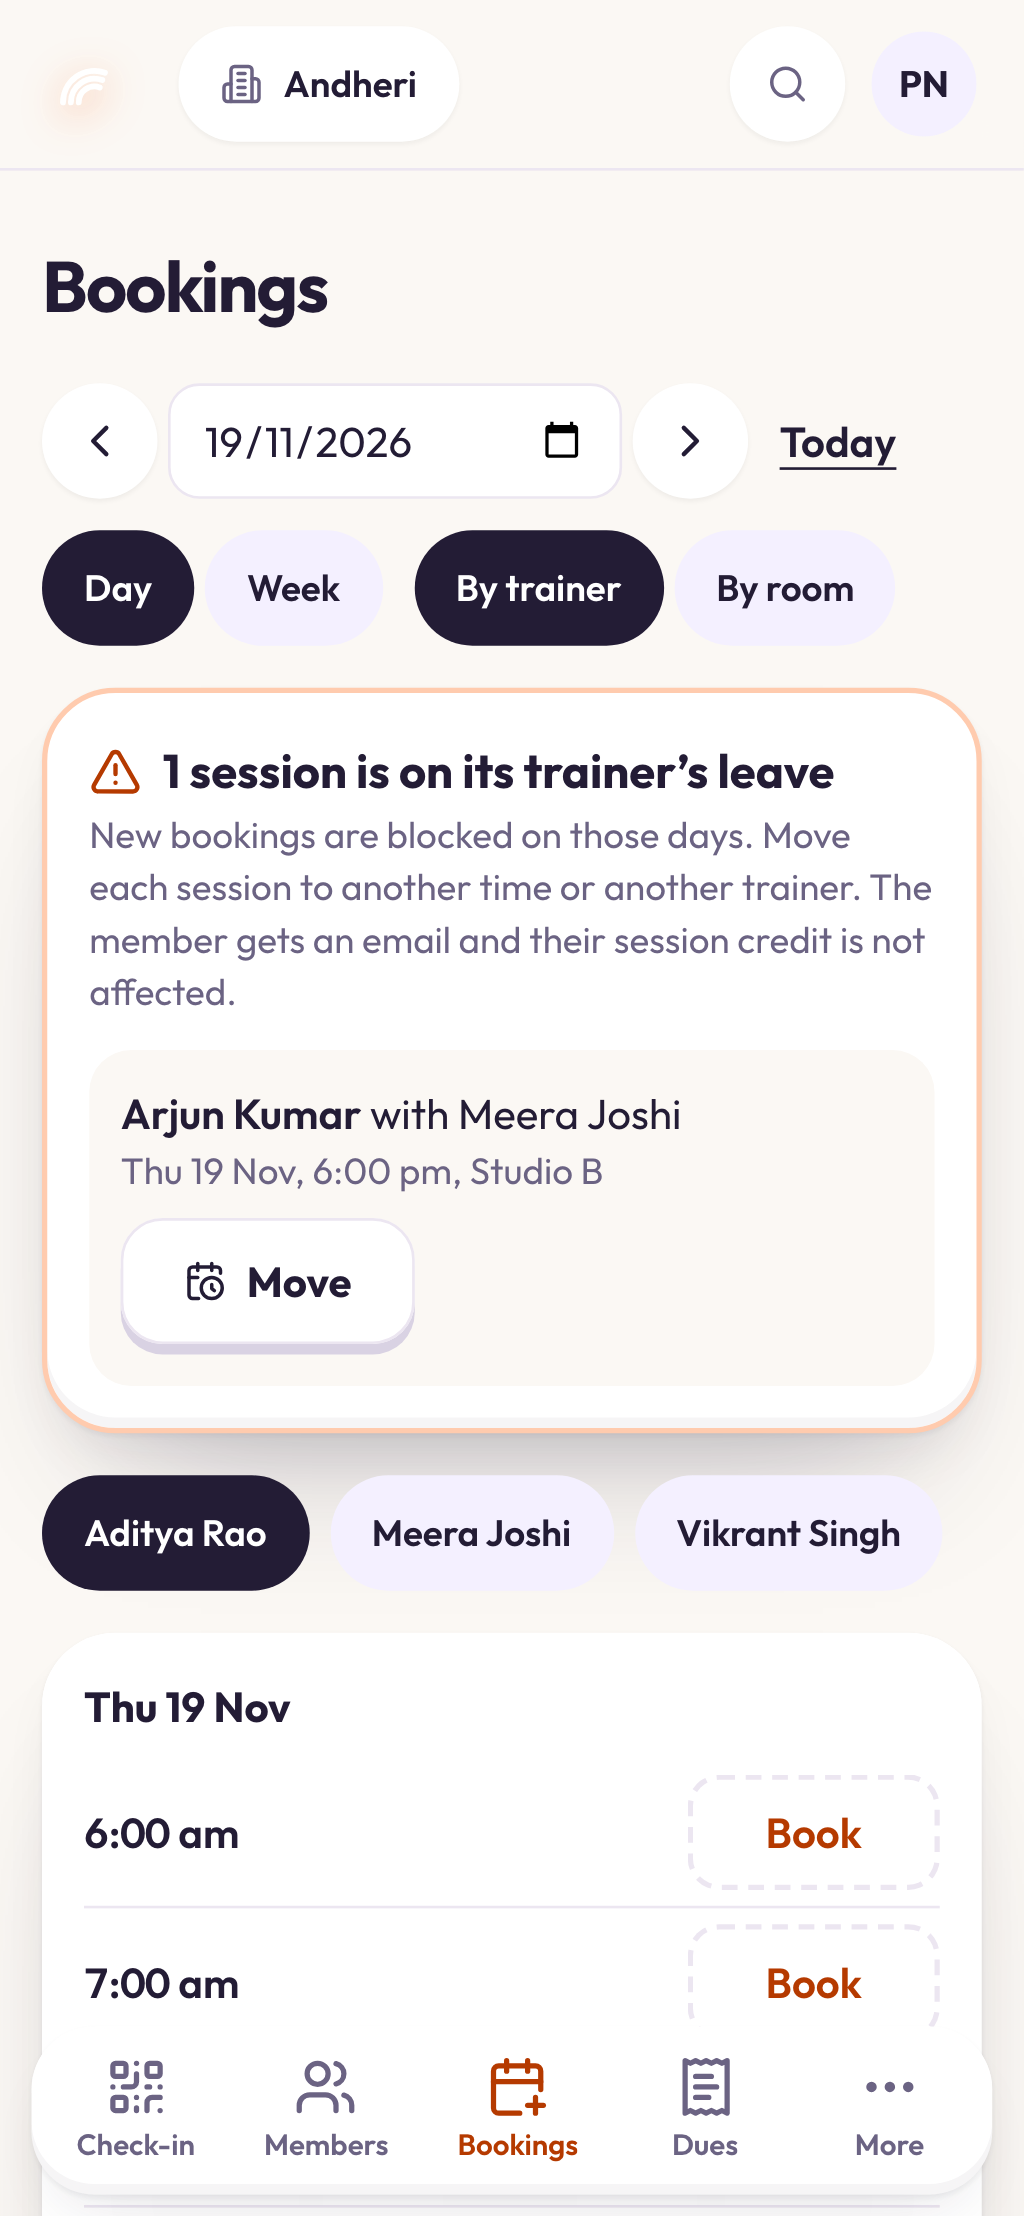 Andheri
PN
Bookings
19/11/2026
Today
Day
Week
By trainer
By room
1 session is on its trainer’s leave
New bookings are blocked on those days. Move
each session to another time or another trainer. The
member gets an email and their session credit is not
affected.
Arjun Kumar with Meera Joshi
Thu 19 Nov, 6:00 pm, Studio B
Move
Aditya Rao
Meera Joshi
Vikrant Singh
Thu 19 Nov
6:00 am
Book
7:00 am
Book
Check-in
Members
Bookings
Dues
More